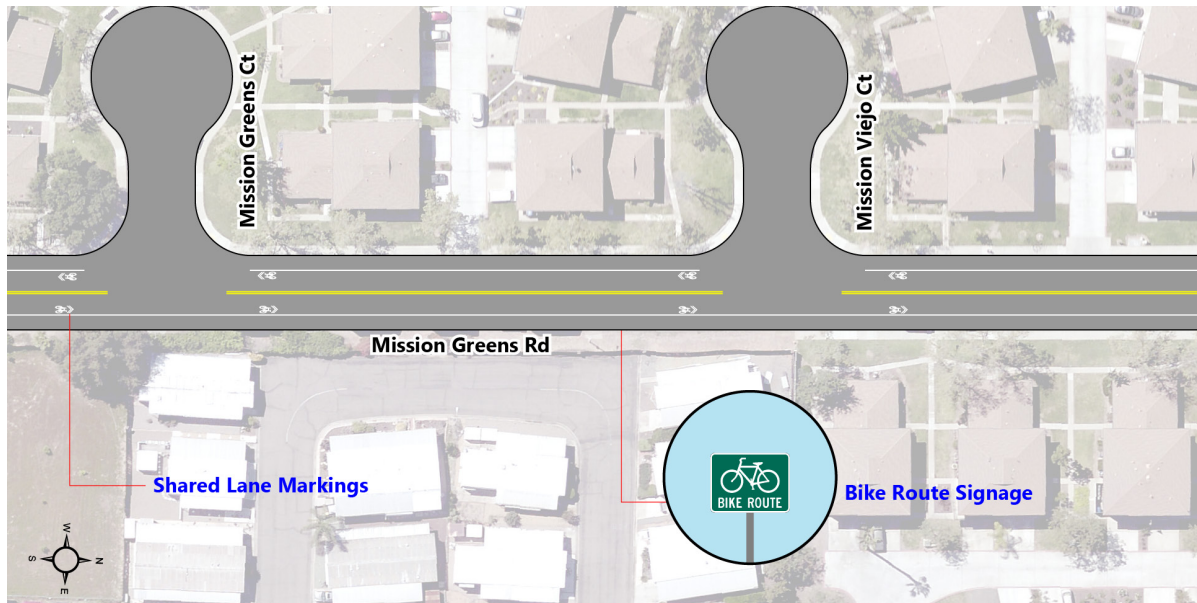 Mission Greens Ct
Mission Viejo Ct
Mission Greens Rd
Shared Lane Markings
BIKE ROUTE
Bike Route Signage
W
S
N
E